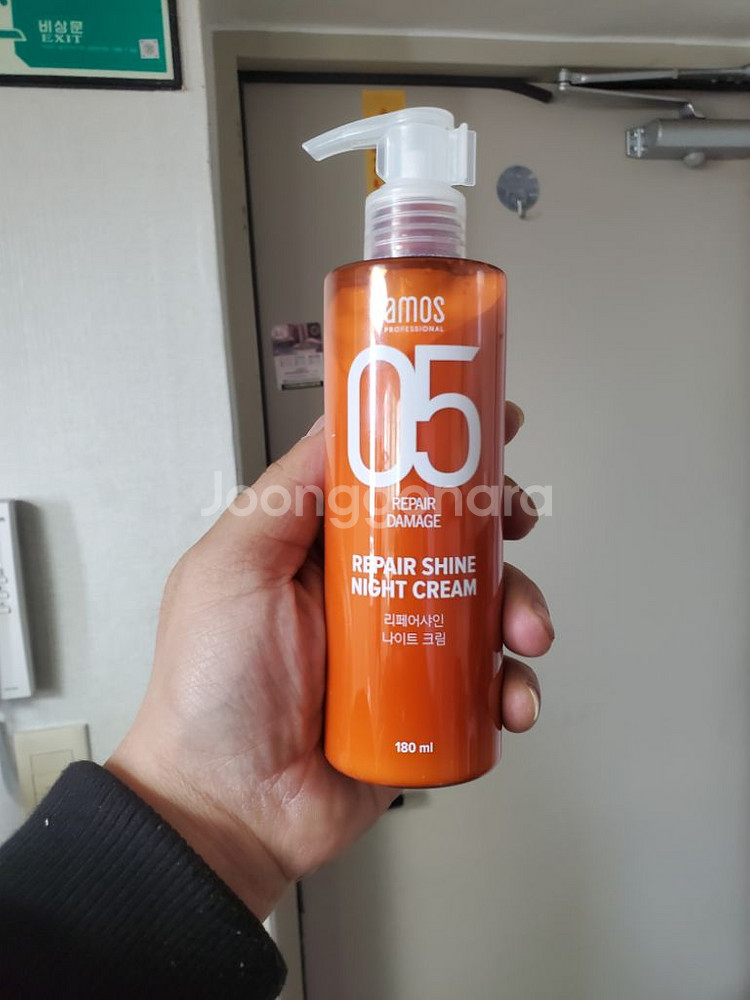 비상문
EXIT
amos
PROFESSIONAL
05
REPAIR
DAMAGE
Joonggonara
REPAIR SHINE
NIGHT CREAM
리페어샤인
나이트 크림
180 ml